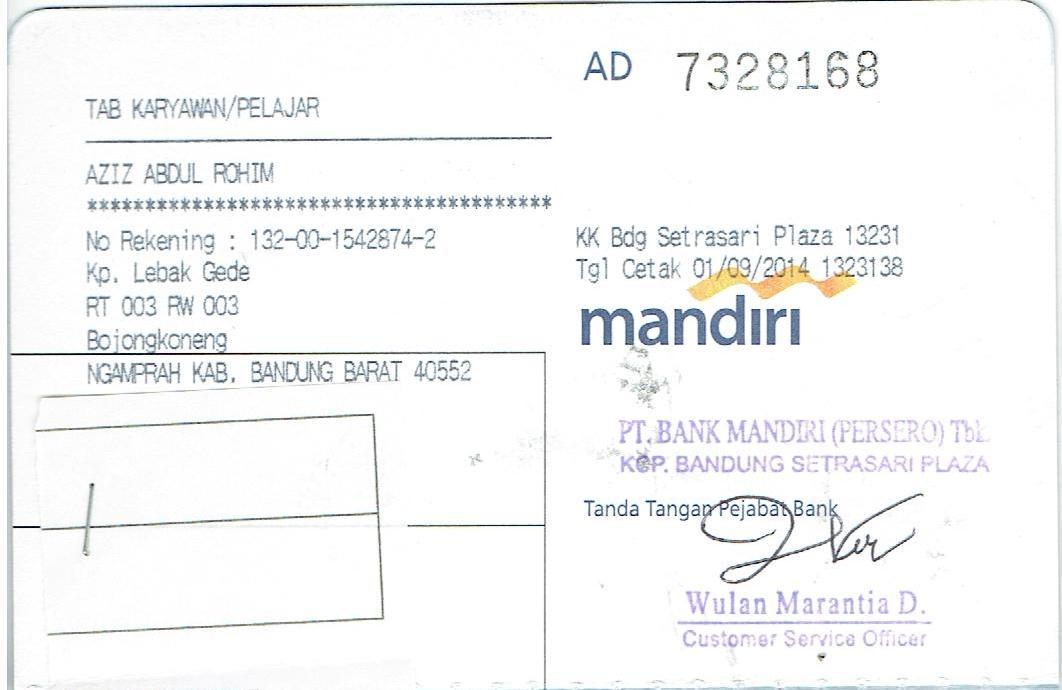 AD 7328168
TAB KARYAWAN/PELAJAR
AZIZ ABDUL ROHIM
****************************************
No Rekening : 132-00-1542874-2
Kp. Lebak Gede
RT 003 RW 003
Bojongkoneng
NGAMPRAH KAB. BANDUNG BARAT 40552
KK Bdg Setrasari Plaza 13231
Tgl Cetak 01/09/2014 1323138
mandiri
PT. BANK MANDIRI (PERSERO) Tbk.
KCP. BANDUNG SETRASARI PLAZA
Tanda Tangan Pejabat Bank
Wulan Marantia D.
Customer Service Officer